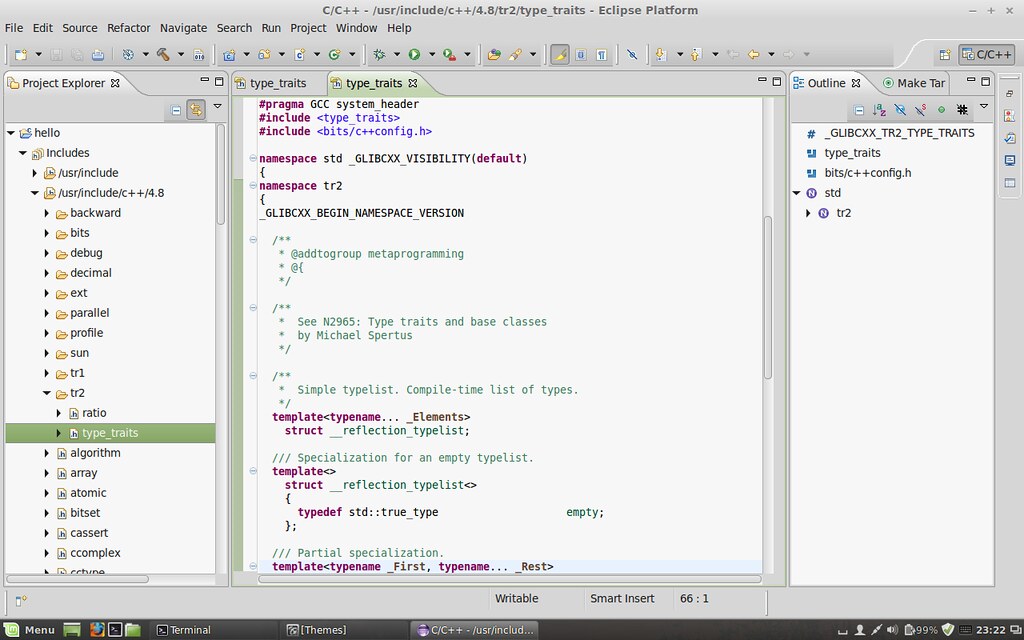 C/C++ - /usr/include/c++/4.8/tr2/type_traits - Eclipse Platform
File Edit Source Refactor Navigate Search Run Project Window Help
C/C++
Project Explorer
hello
Includes
/usr/include
/usr/include/c++/4.8
backward
bits
debug
decimal
ext
parallel
profile
sun
tr1
tr2
ratio
type_traits
algorithm
array
atomic
bitset
cassert
ccomplex
cctype
type_traits
type_traits
#pragma GCC system_header
#include <type_traits>
#include <bits/c++config.h>
namespace std _GLIBCXX_VISIBILITY(default)
{
namespace tr2
{
_GLIBCXX_BEGIN_NAMESPACE_VERSION
/**
* @addtogroup metaprogramming
* @{
*/
/**
* See N2965: Type traits and base classes
* by Michael Spertus
*/
/**
* Simple typelist. Compile-time list of types.
*/
template<typename... _Elements>
struct __reflection_typelist;
/// Specialization for an empty typelist.
template<>
struct __reflection_typelist<>
{
typedef std::true_type empty;
};
/// Partial specialization.
template<typename _First, typename... _Rest>
Outline
Make Tar
_GLIBCXX_TR2_TYPE_TRAITS
type_traits
bits/c++config.h
std
tr2
Writable Smart Insert 66 : 1
Menu Terminal [Themes] C/C++ - /usr/includ... 99% 23:22